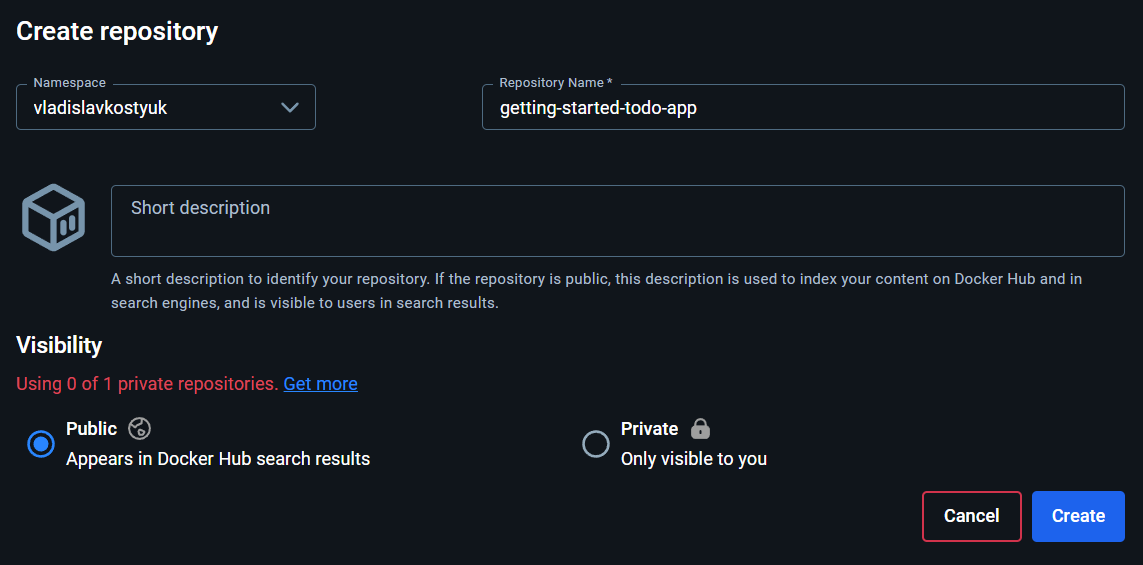 Create repository
Namespace
vladislavkostyuk
Repository Name *
getting-started-todo-app
Short description
A short description to identify your repository. If the repository is public, this description is used to index your content on Docker Hub and in
search engines, and is visible to users in search results.
Visibility
Using 0 of 1 private repositories. Get more
Public
Appears in Docker Hub search results
Private
Only visible to you
Cancel
Create